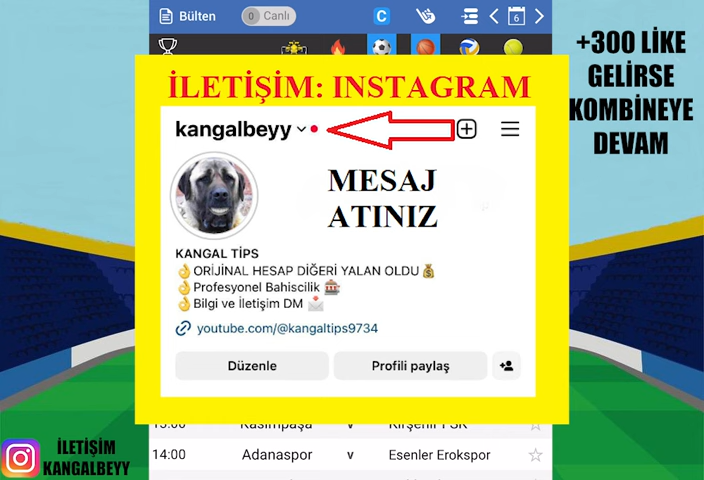 Bülten
0 Canlı
C
6
+300 LİKE
GELİRSE
KOMBİNEYE
DEVAM
İLETİŞİM: INSTAGRAM
kangalbeyy
MESAJ
ATINIZ
KANGAL TİPS
👌ORİJİNAL HESAP DİĞERİ YALAN OLDU💰
👌Profesyonel Bahiscilik🎰
👌Bilgi ve İletişim DM📩
youtube.com/@kangaltips9734
Düzenle
Profili paylaş
Kasımpaşa v Kırşehir FSK
14:00 Adanaspor v Esenler Erokspor
İLETİŞİM
KANGALBEYY